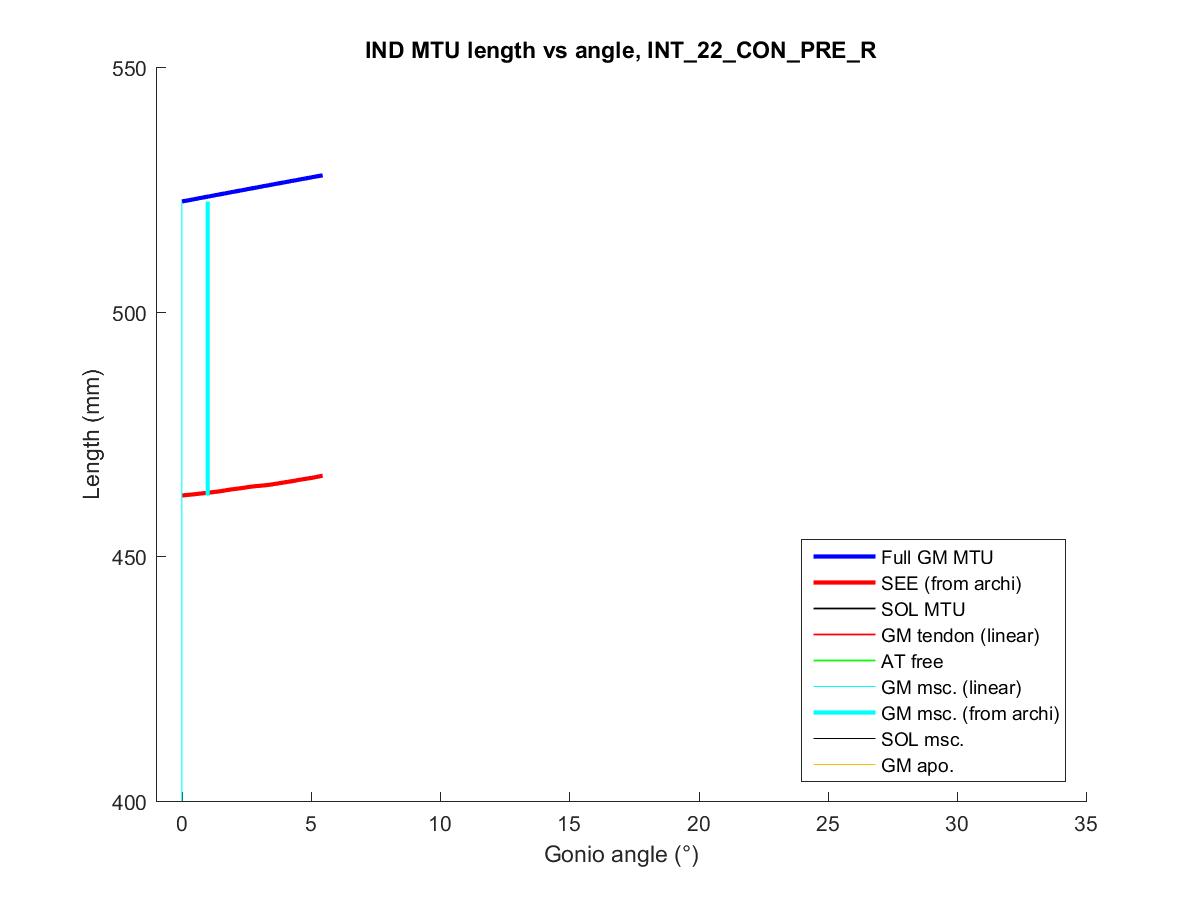 IND MTU length vs angle, INT_22_CON_PRE_R
550
500
450
400
Length (mm)
0 5 10 15 20 25 30 35
Gonio angle (°)
Full GM MTU
SEE (from archi)
SOL MTU
GM tendon (linear)
AT free
GM msc. (linear)
GM msc. (from archi)
SOL msc.
GM apo.